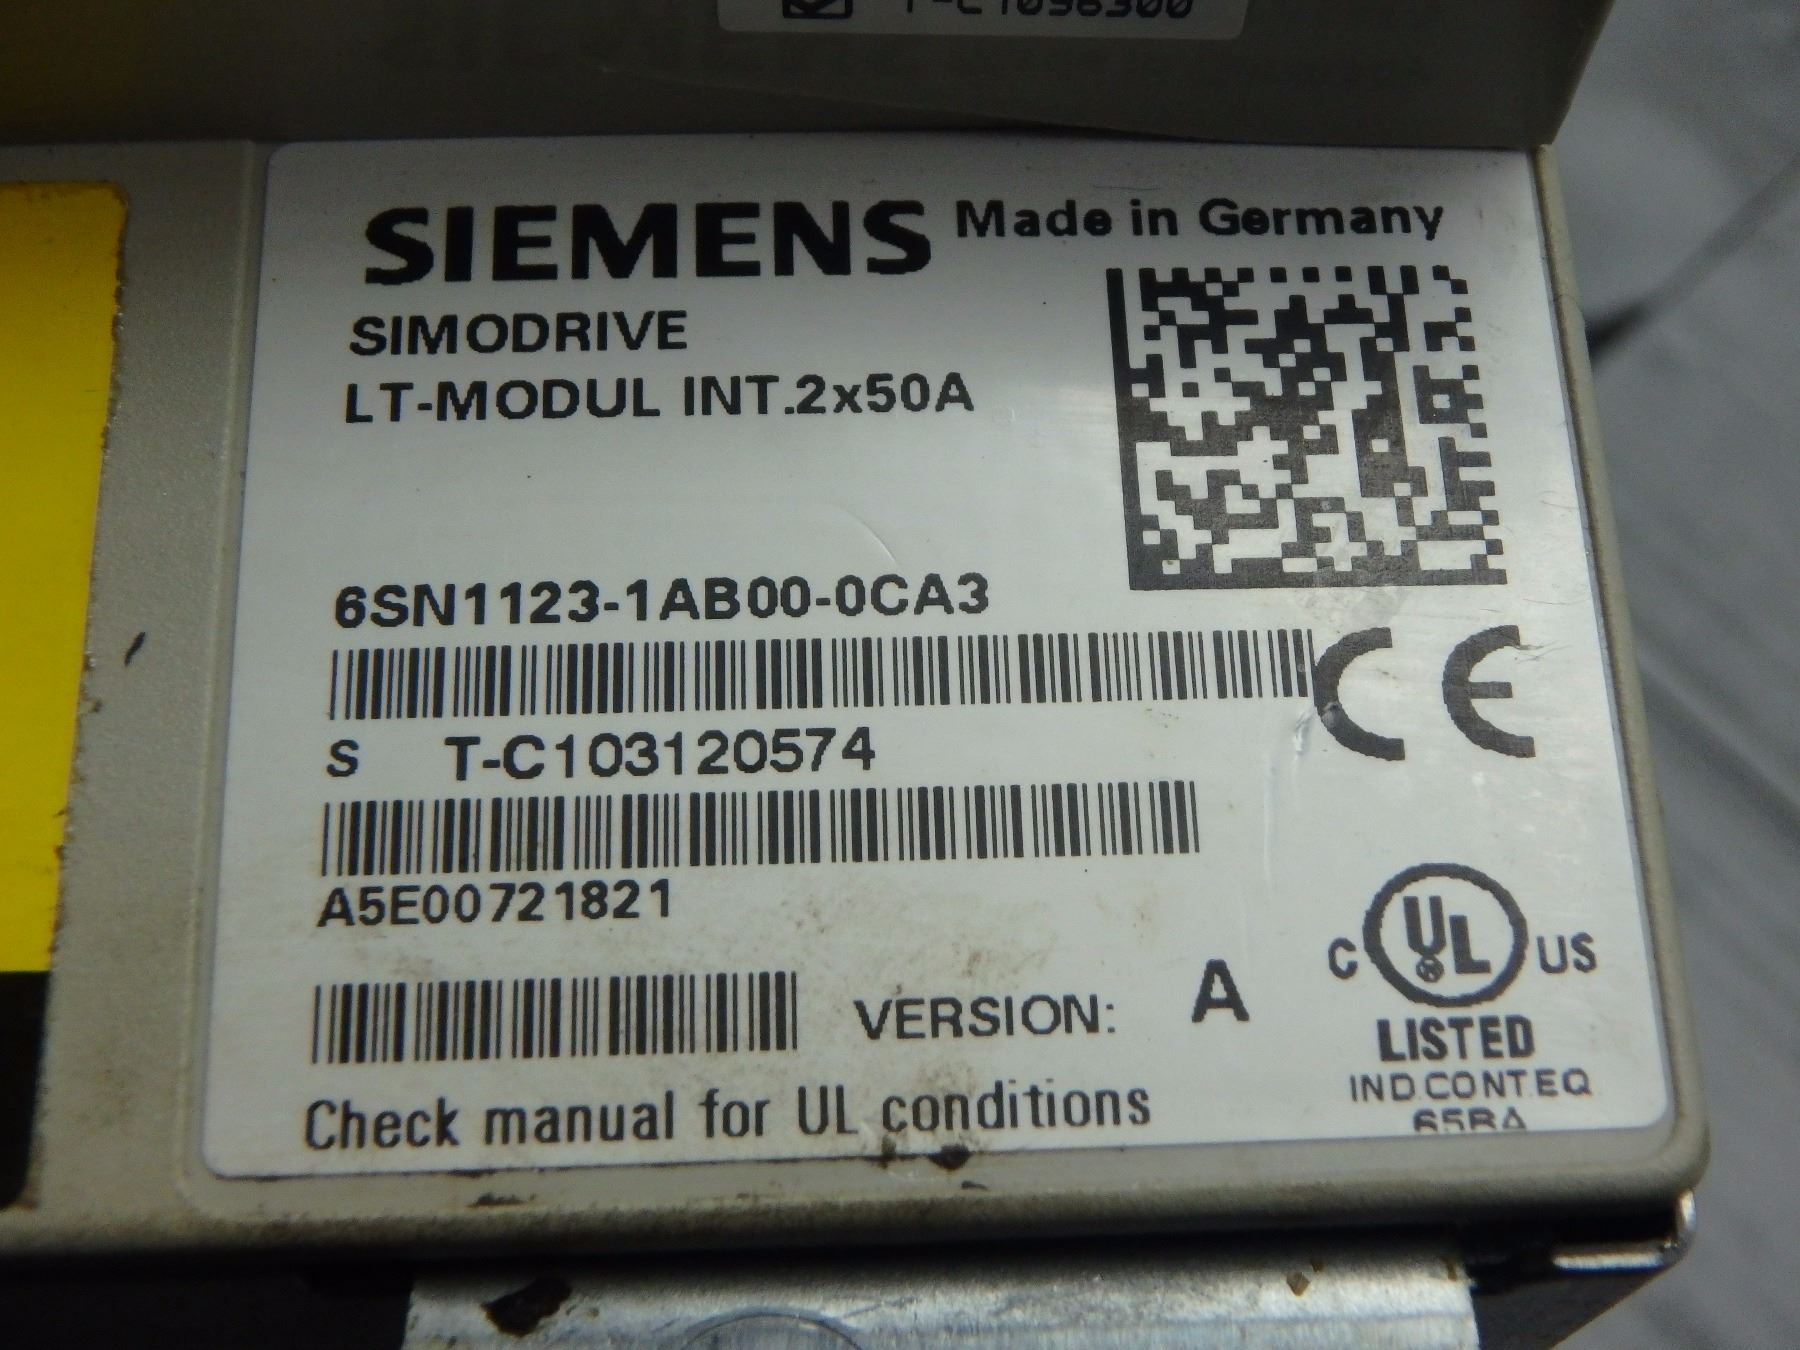 SIEMENS Made in Germany
SIMODRIVE
LT-MODUL INT.2x50A
6SN1123-1AB00-0CA3
CE
S T-C103120574
A5E00721821
VERSION: A
C UL US
LISTED
IND.CONT.EQ
Check manual for UL conditions